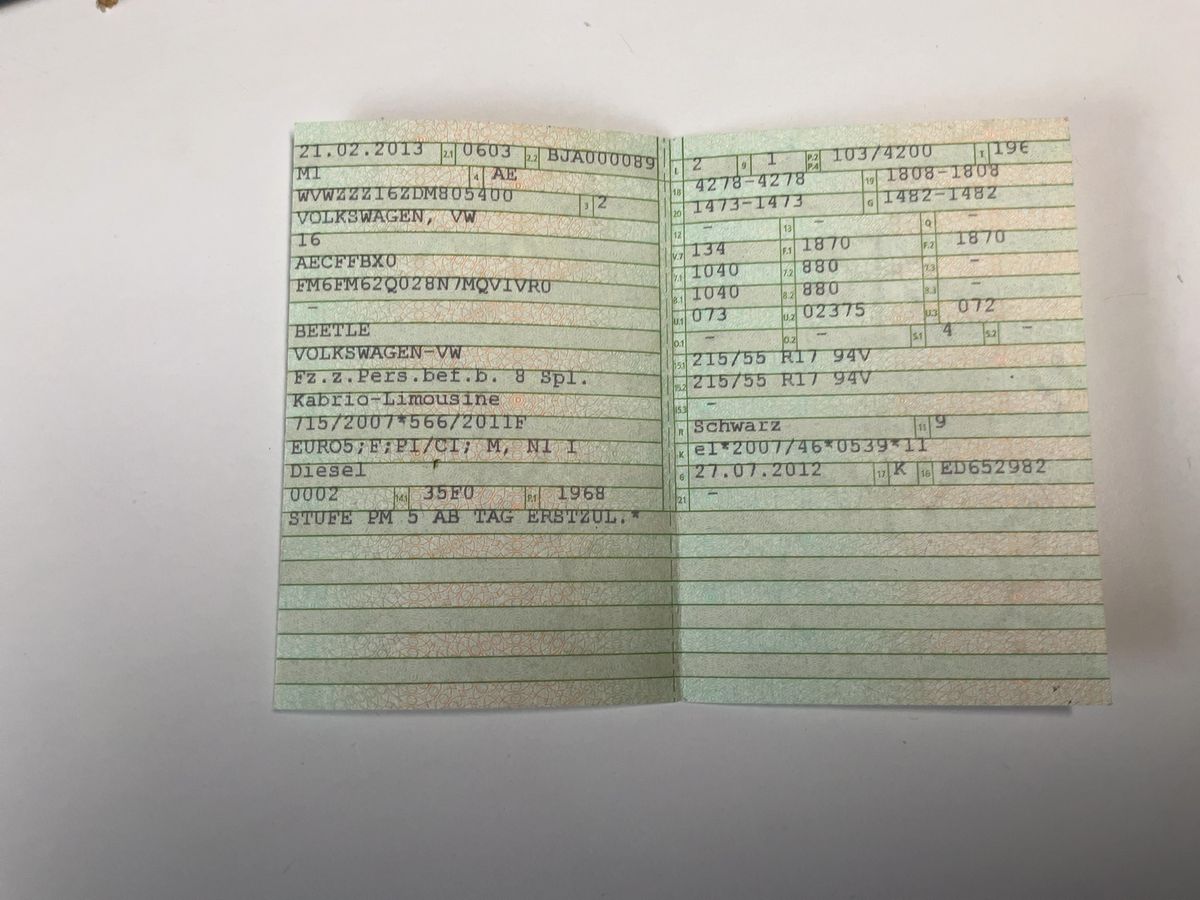 21.02.2013 2.1 0603 2.2 BJA000089
M1 4 AE
WVWZZZ16ZDM805400 3 2
VOLKSWAGEN, VW
16
AECFFBX0
FM6FM62Q028N7MQV1VR0
–
BEETLE
VOLKSWAGEN-VW
Fz.z.Pers.bef.b. 8 Spl.
Kabrio-Limousine
715/2007*566/2011F
EURO5;F;PI/CI; M, N1 I
Diesel
0002 14.1 35F0 P.1 1968
STUFE PM 5 AB TAG ERSTZUL.*
L 2 9 1 P.2 P.4 103/4200 T 196
18 4278-4278 19 1808-1808
20 1473-1473 G 1482-1482
12 – 13 – Q –
V.7 134 F.1 1870 F.2 1870
7.1 1040 7.2 880 7.3 –
8.1 1040 8.2 880 8.3 –
U.1 073 U.2 02375 U.3 072
O.1 – O.2 – S.1 4 S.2 –
15.1 215/55 R17 94V
15.2 215/55 R17 94V
15.3 –
R Schwarz 11 9
K e1*2007/46*0539*11
6 27.07.2012 17 K 16 ED652982
21 –